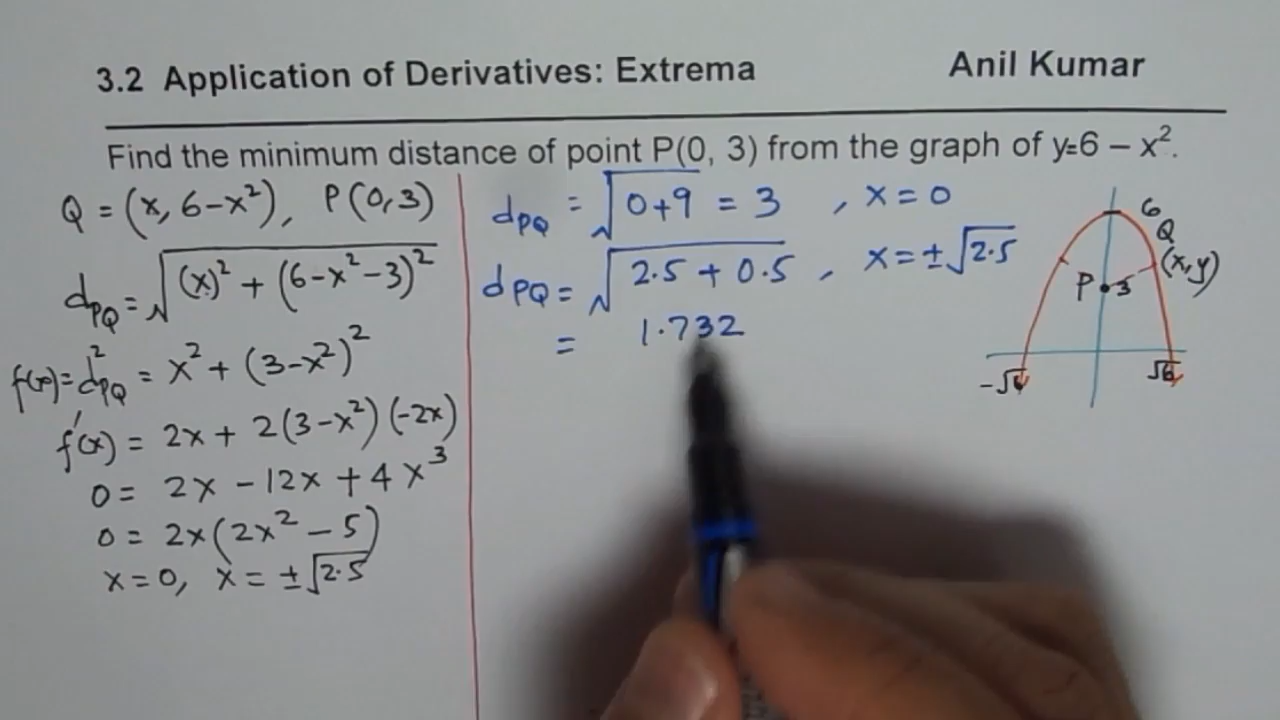 3.2 Application of Derivatives: Extrema Anil Kumar
Find the minimum distance of point P(0, 3) from the graph of y=6 – x².
Q = (x, 6-x²), P(0,3)
dPQ = √((x)² + (6-x²-3)²)
f(x) = d²PQ = x² + (3-x²)²
f'(x) = 2x + 2(3-x²)(-2x)
0 = 2x - 12x + 4x³
0 = 2x(2x² - 5)
x = 0, x = ±√2.5
dPQ = √0+9 = 3 , x = 0
dPQ = √2.5 + 0.5 , x = ±√2.5
= 1.732
6
Q
(x,y)
P 3
-√6 √6